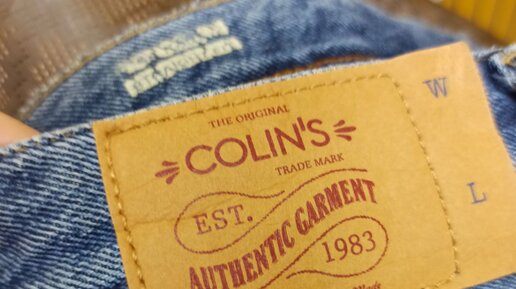 THE ORIGINAL
COLIN'S
TRADE MARK
EST.
AUTHENTIC GARMENT
1983
W
L